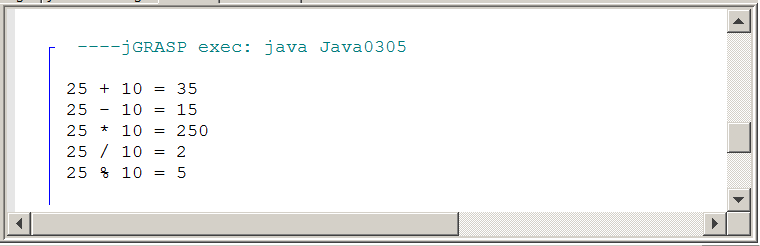 ----jGRASP exec: java Java0305
25 + 10 = 35
25 - 10 = 15
25 * 10 = 250
25 / 10 = 2
25 % 10 = 5